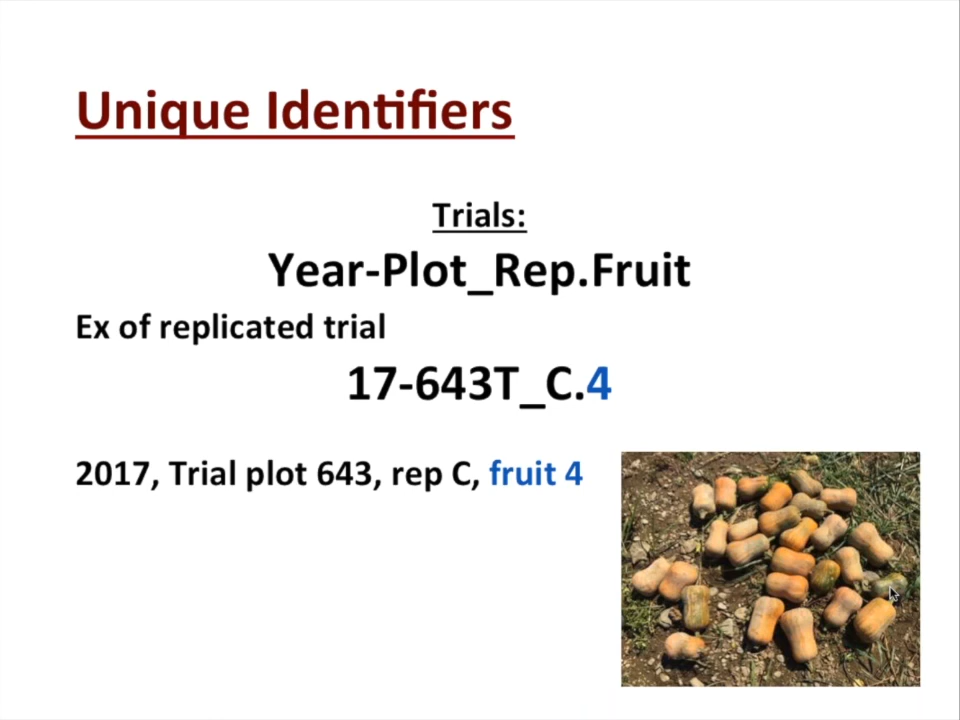 Unique Identifiers
Trials:
Year-Plot_Rep.Fruit
Ex of replicated trial
17-643T_C.4
2017, Trial plot 643, rep C, fruit 4